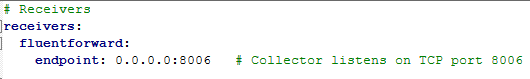 # Receivers
receivers:
  fluentforward:
    endpoint: 0.0.0.0:8006   # Collector listens on TCP port 8006